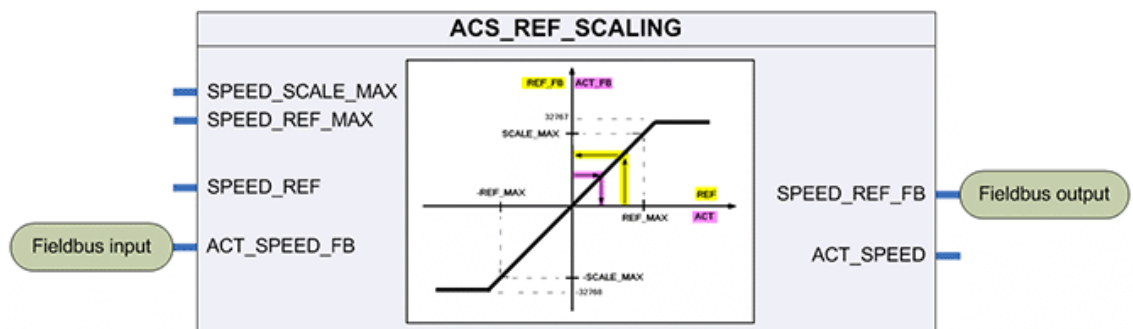 ACS_REF_SCALING
SPEED_SCALE_MAX
SPEED_REF_MAX
SPEED_REF
Fieldbus input
ACT_SPEED_FB
REF_FB
ACT_FB
32767
SCALE_MAX
-REF_MAX
REF
REF_MAX
ACT
-SCALE_MAX
-32768
SPEED_REF_FB
Fieldbus output
ACT_SPEED